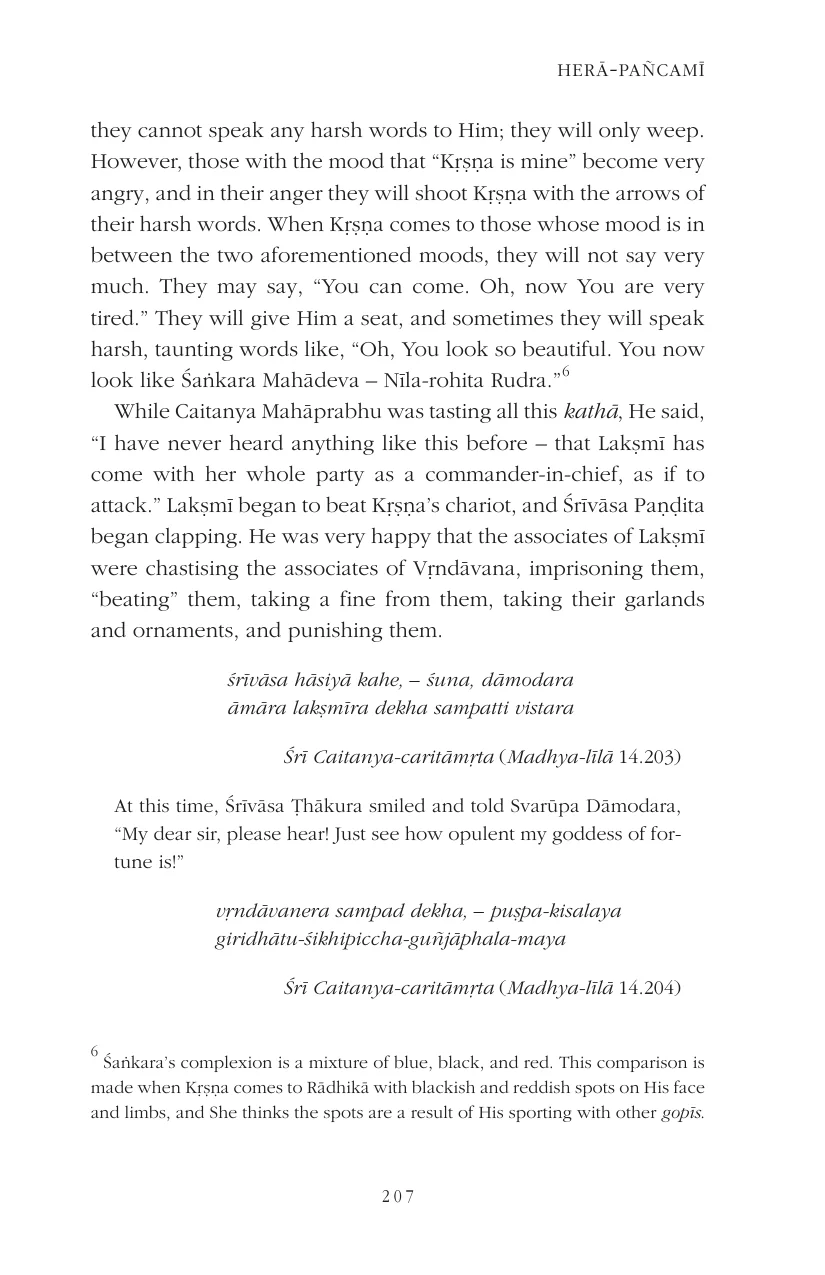 HERĀ-PAÑCAMĪ
they cannot speak any harsh words to Him; they will only weep.
However, those with the mood that “Kṛṣṇa is mine” become very
angry, and in their anger they will shoot Kṛṣṇa with the arrows of
their harsh words. When Kṛṣṇa comes to those whose mood is in
between the two aforementioned moods, they will not say very
much. They may say, “You can come. Oh, now You are very
tired.” They will give Him a seat, and sometimes they will speak
harsh, taunting words like, “Oh, You look so beautiful. You now
look like Śaṅkara Mahādeva – Nīla-rohita Rudra.”6
While Caitanya Mahāprabhu was tasting all this kathā, He said,
“I have never heard anything like this before – that Lakṣmī has
come with her whole party as a commander-in-chief, as if to
attack.” Lakṣmī began to beat Kṛṣṇa’s chariot, and Śrīvāsa Paṇḍita
began clapping. He was very happy that the associates of Lakṣmī
were chastising the associates of Vṛndāvana, imprisoning them,
“beating” them, taking a fine from them, taking their garlands
and ornaments, and punishing them.
śrīvāsa hāsiyā kahe, – śuna, dāmodara
āmāra lakṣmīra dekha sampatti vistara
Śrī Caitanya-caritāmṛta (Madhya-līlā 14.203)
At this time, Śrīvāsa Ṭhākura smiled and told Svarūpa Dāmodara,
“My dear sir, please hear! Just see how opulent my goddess of for-
tune is!”
vṛndāvanera sampad dekha, – puṣpa-kisalaya
giridhātu-śikhipiccha-guñjāphala-maya
Śrī Caitanya-caritāmṛta (Madhya-līlā 14.204)
6 Śaṅkara’s complexion is a mixture of blue, black, and red. This comparison is
made when Kṛṣṇa comes to Rādhikā with blackish and reddish spots on His face
and limbs, and She thinks the spots are a result of His sporting with other gopīs.
207